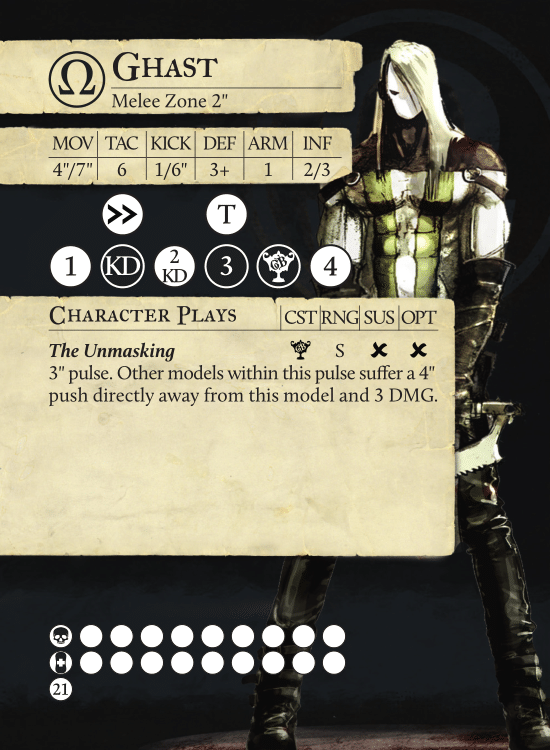 Ω GHAST
Melee Zone 2"
MOV TAC KICK DEF ARM INF
4"/7" 6 1/6" 3+ 1 2/3
>> T
1 KD 2 KD 3 GB 4
CHARACTER PLAYS CST RNG SUS OPT
The Unmasking GB S ✖ ✖
3" pulse. Other models within this pulse suffer a 4"
push directly away from this model and 3 DMG.
21